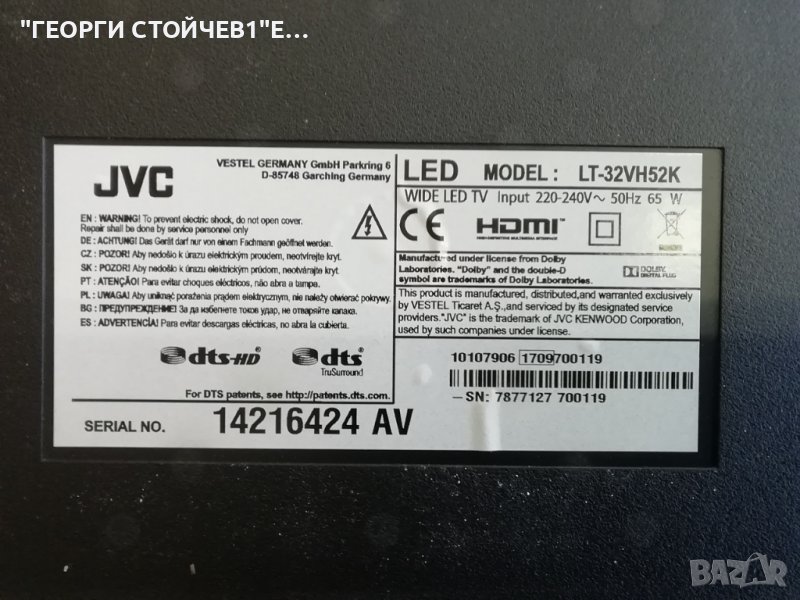 "ГЕОРГИ СТОЙЧЕВ1"Е...
JVC
VESTEL GERMANY GmbH Parkring 6
D-85748 Garching Germany
EN : WARNING! To prevent electric shock, do not open cover.
Repair shall be done by service personnel only
DE : ACHTUNG! Das Gerät darf nur von einem Fachmann geöffnet werden.
CZ : POZOR! Aby nedošlo k úrazu elektrickým proudem, neotvírejte kryt.
SK : POZOR! Aby nedošlo k úrazu elektrickým prúdom, neotvárajte kryt.
PT : ATENÇÃO! Para evitar choques eléctricos, não abra a tampa.
PL : UWAGA! Aby uniknąć porażenia prądem elektrycznym, nie należy otwierać pokrywy.
BG : ПРЕДУПРЕЖДЕНИЕ! За да избегнете токов удар, не отваряйте капака.
ES : ADVERTENCIA! Para evitar descargas eléctricas, no abra la cubierta.
dts-HD
dts
TruSurround
For DTS patents, see http://patents.dts.com.
SERIAL NO. 14216424 AV
LED MODEL : LT-32VH52K
WIDE LED TV Input 220-240V~ 50Hz 65 W
CE HDMI
HIGH-DEFINITION MULTIMEDIA INTERFACE
Manufactured under license from Dolby
Laboratories. "Dolby" and the double-D
symbol are trademarks of Dolby Laboratories.
DOLBY
DIGITAL PLUS
This product is manufactured, distributed,and warranted exclusively
by VESTEL Ticaret A.Ş.,and serviced by its designated service
providers."JVC" is the trademark of JVC KENWOOD Corporation,
used by such companies under license.
10107906 1709700119
-SN: 7877127 700119
BAZAR